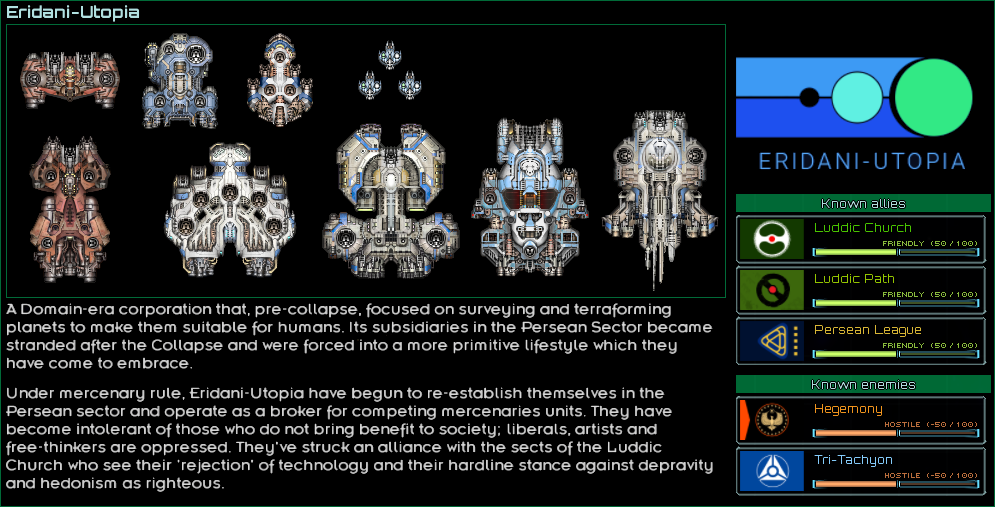 Eridani-Utopia
ERIDANI-UTOPIA
Known allies
Luddic Church
FRIENDLY (50 / 100)
Luddic Path
FRIENDLY (50 / 100)
Persean League
FRIENDLY (50 / 100)
Known enemies
Hegemony
HOSTILE (-50 / 100)
Tri-Tachyon
HOSTILE (-50 / 100)
A Domain-era corporation that, pre-collapse, focused on surveying and terraforming
planets to make them suitable for humans. Its subsidiaries in the Persean Sector became
stranded after the Collapse and were forced into a more primitive lifestyle which they
have come to embrace.
Under mercenary rule, Eridani-Utopia have begun to re-establish themselves in the
Persean sector and operate as a broker for competing mercenaries units. They have
become intolerant of those who do not bring benefit to society; liberals, artists and
free-thinkers are oppressed. They've struck an alliance with the sects of the Luddic
Church who see their 'rejection' of technology and their hardline stance against depravity
and hedonism as righteous.